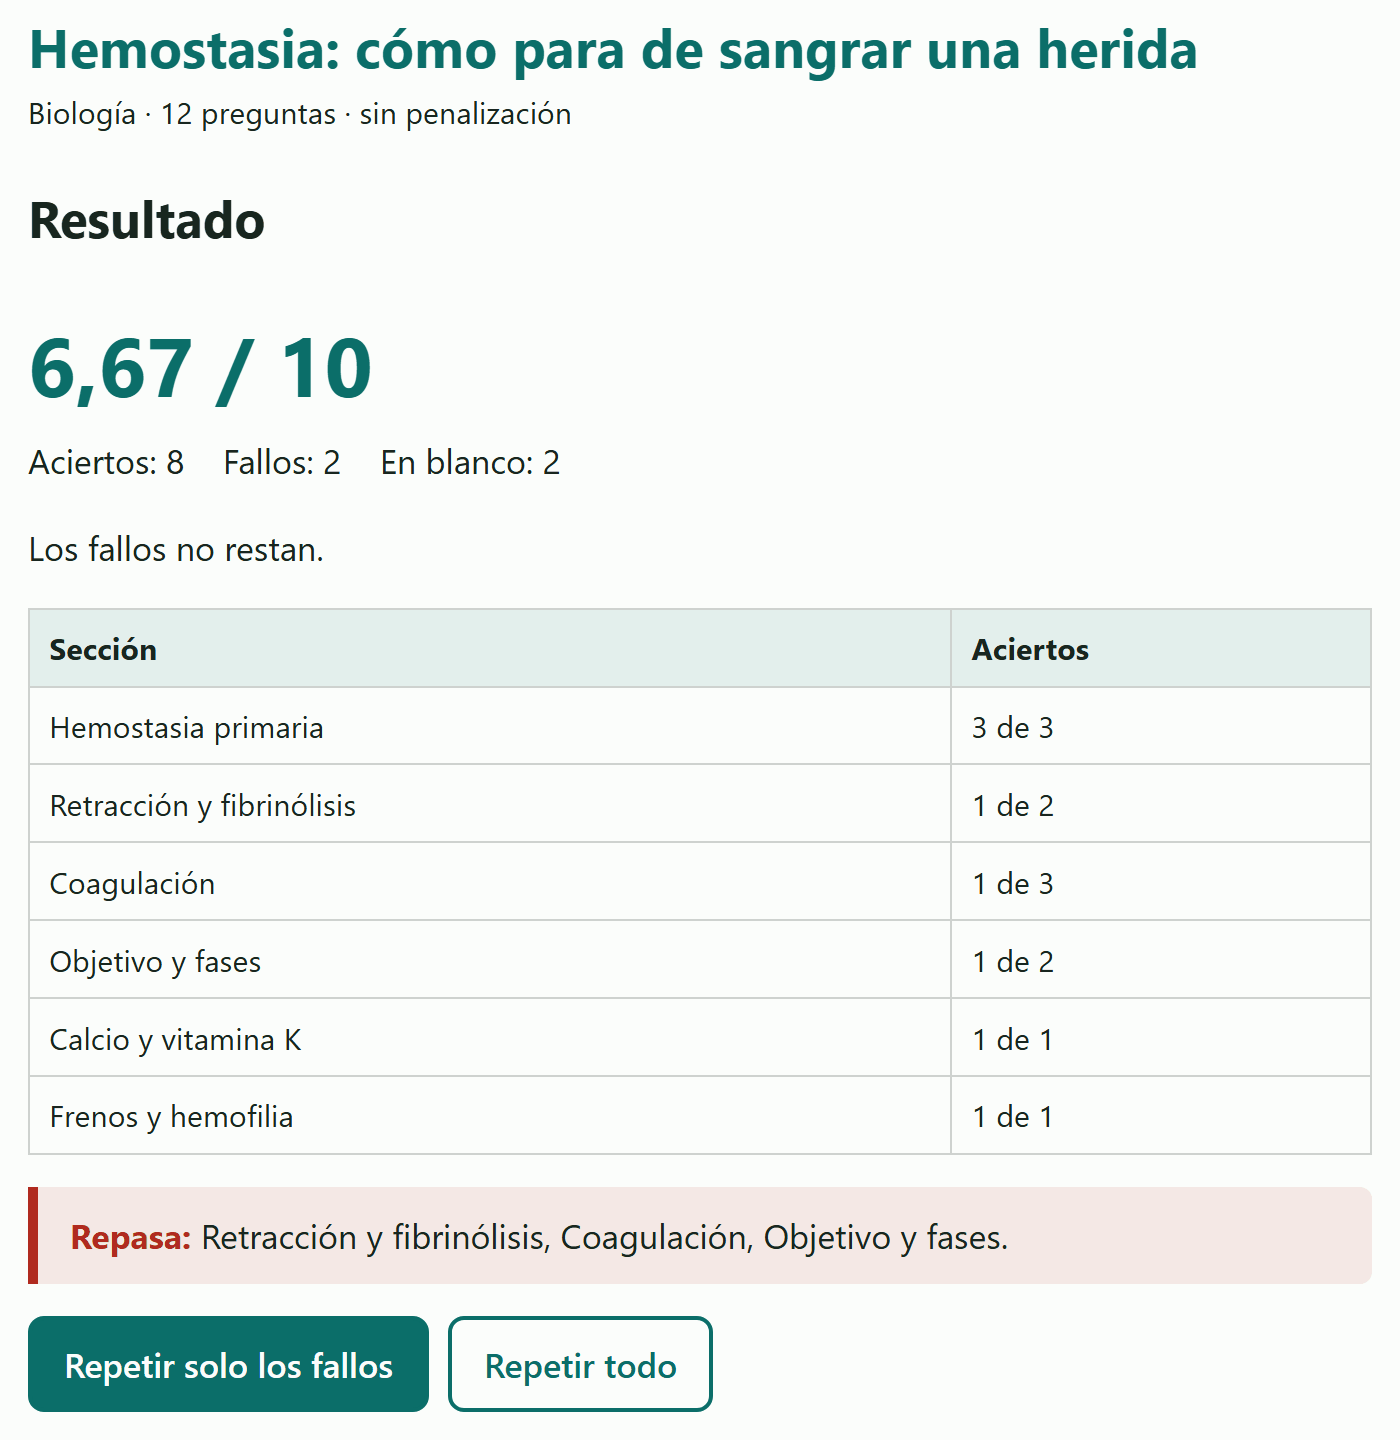 Hemostasia: cómo para de sangrar una herida
Biología · 12 preguntas · sin penalización
Resultado
6,67 / 10
Aciertos: 8 Fallos: 2 En blanco: 2
Los fallos no restan.
Sección Aciertos
Hemostasia primaria 3 de 3
Retracción y fibrinólisis 1 de 2
Coagulación 1 de 3
Objetivo y fases 1 de 2
Calcio y vitamina K 1 de 1
Frenos y hemofilia 1 de 1
Repasa: Retracción y fibrinólisis, Coagulación, Objetivo y fases.
Repetir solo los fallos Repetir todo